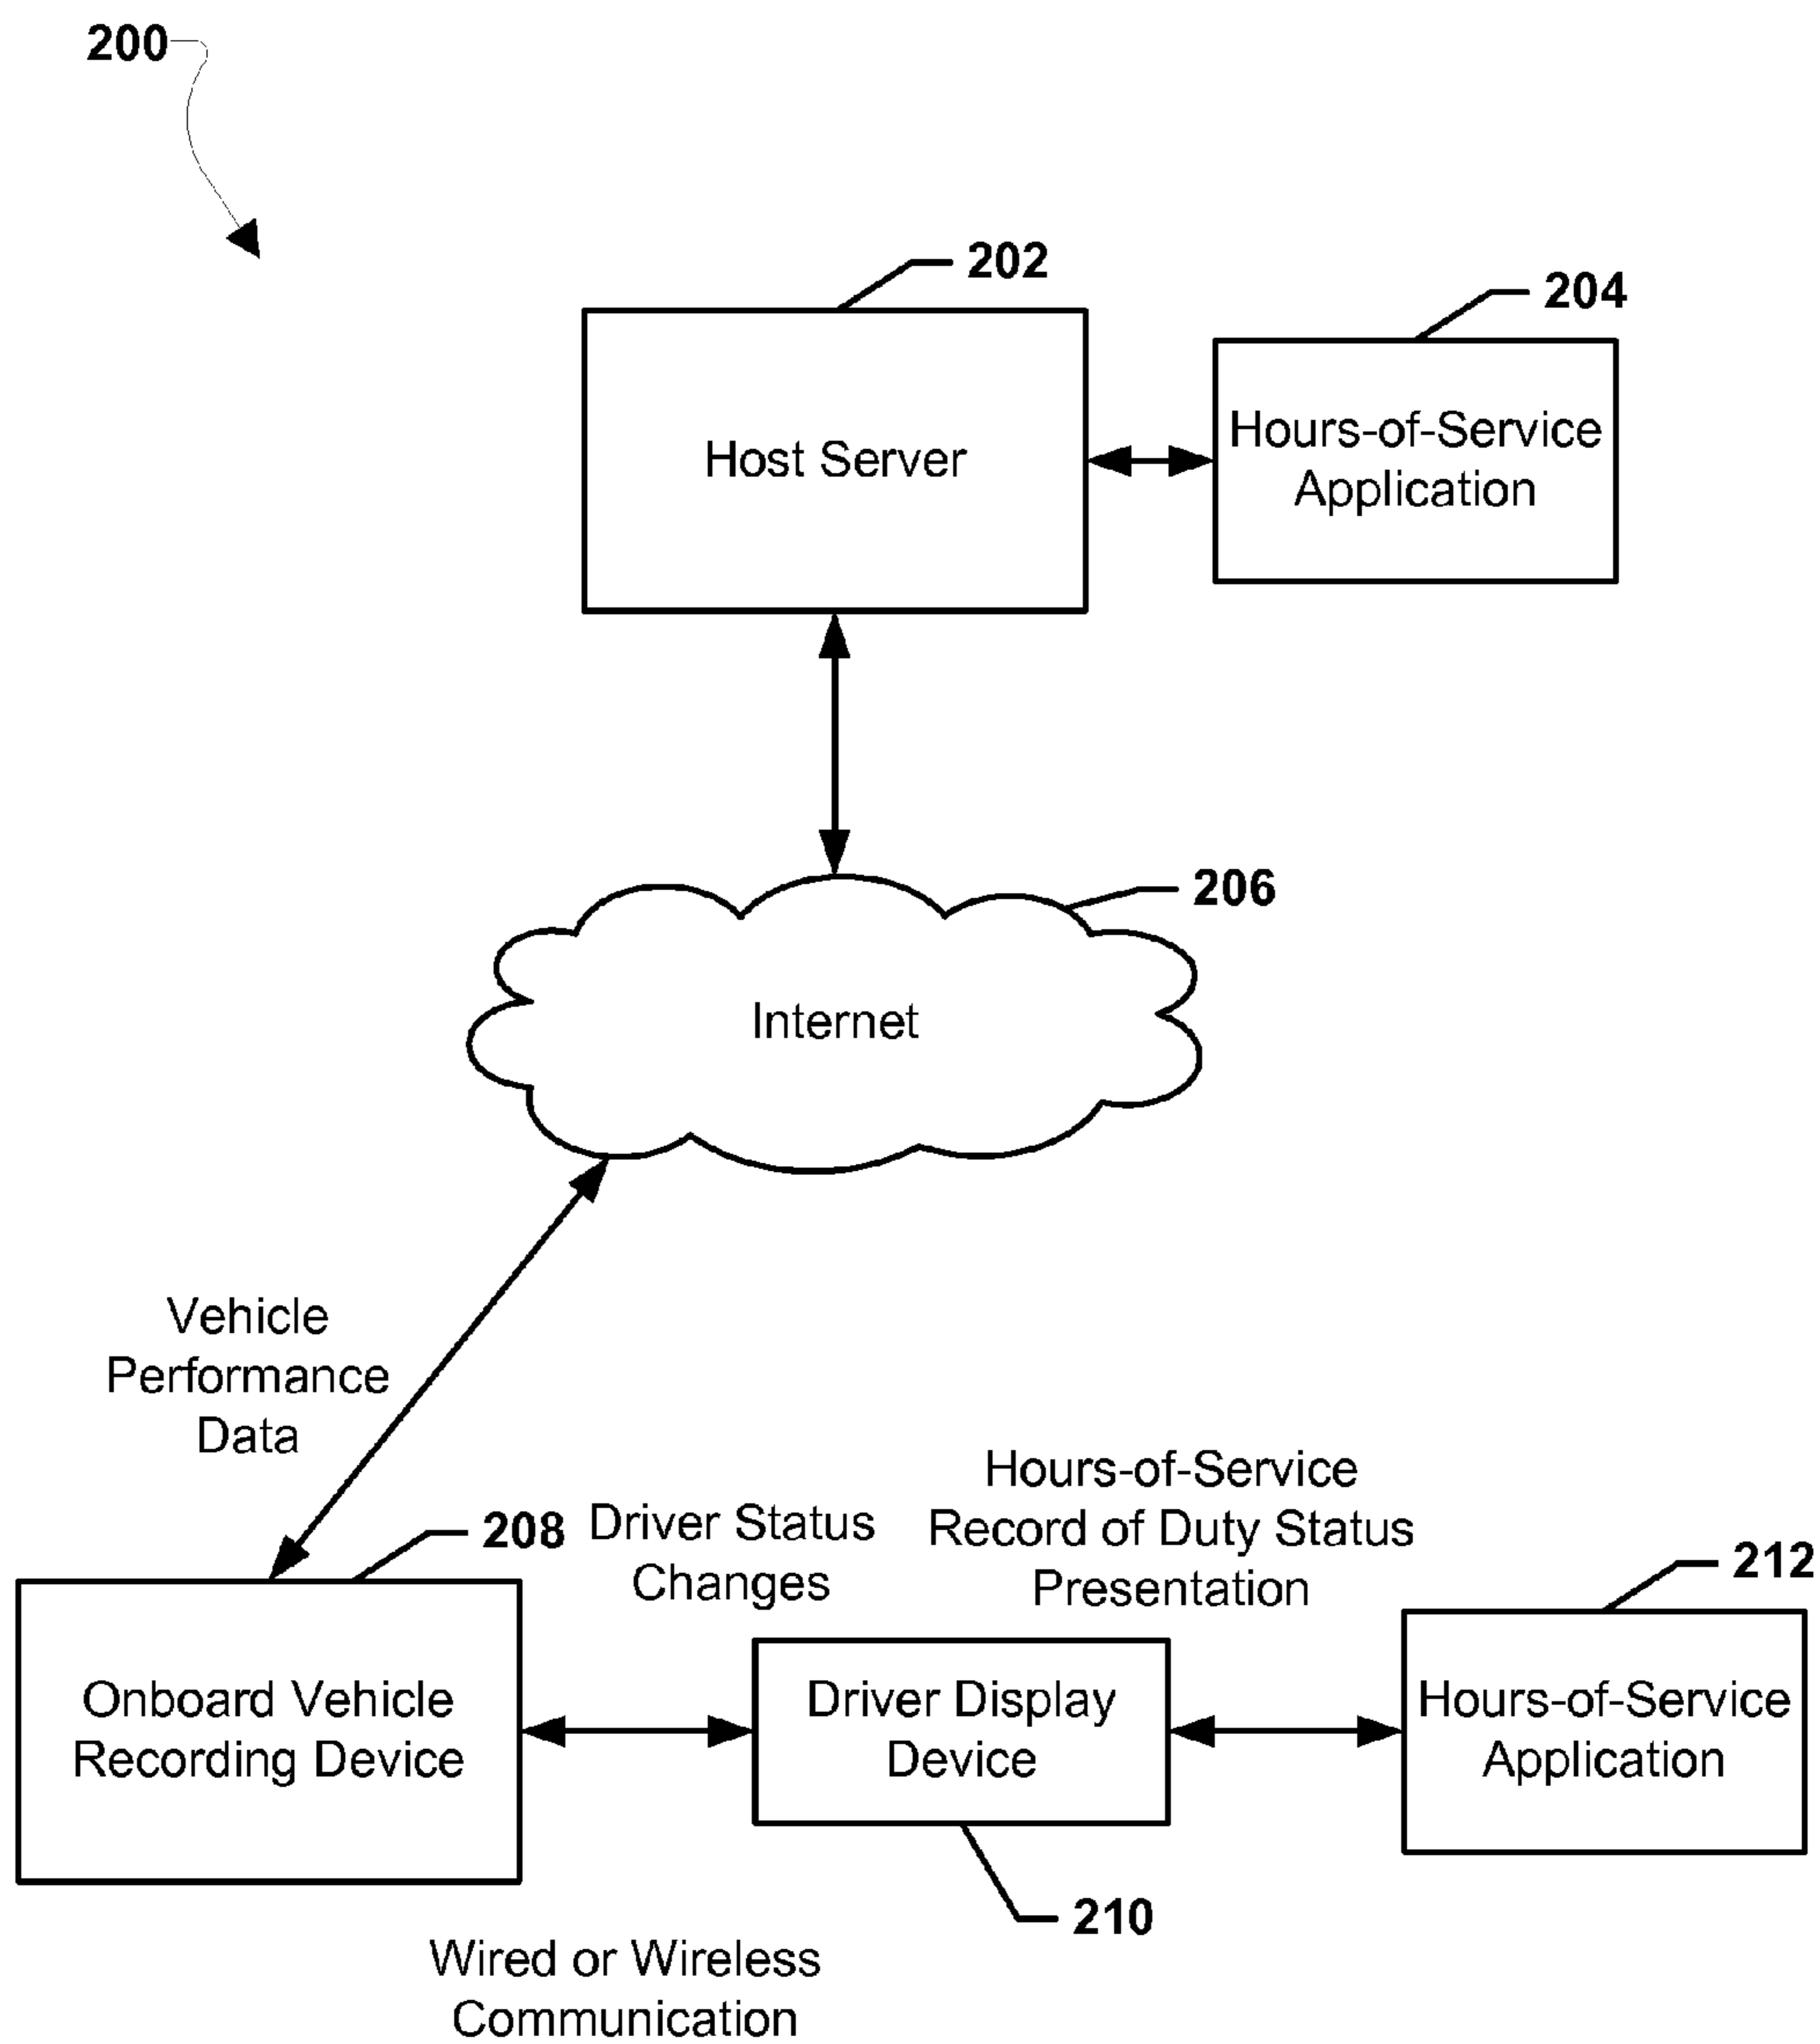 200
202
204
Host Server
Hours-of-Service
Application
206
Internet
Vehicle
Performance
Data
208
Driver Status
Changes
Hours-of-Service
Record of Duty Status
Presentation
212
Onboard Vehicle
Recording Device
Driver Display
Device
Hours-of-Service
Application
210
Wired or Wireless
Communication